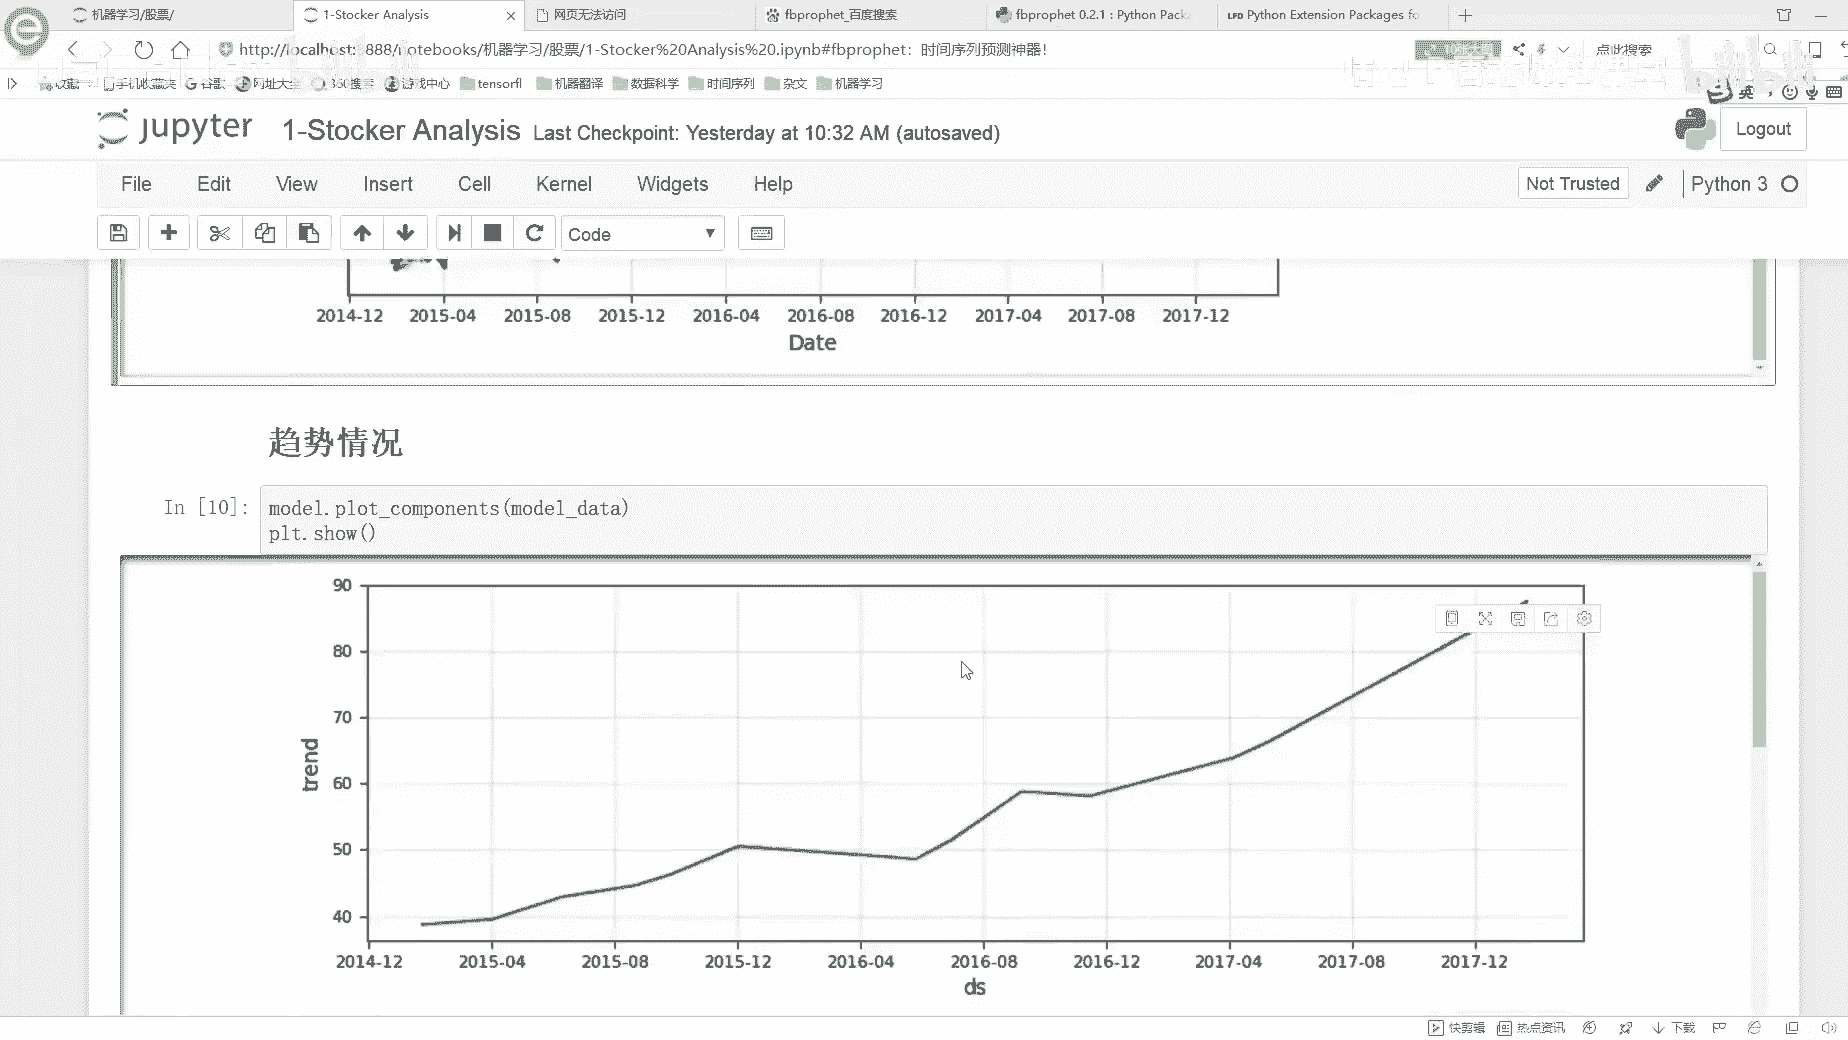 机器学习/股票/
1-Stocker Analysis
网页无法访问
fbprophet_百度搜索
fbprophet 0.2.1 : Python Pack
LFD Python Extension Packages fo
http://localhost:8888/notebooks/机器学习/股票/1-Stocker%20Analysis%20.ipynb#fbprophet：时间序列预测神器!
点此搜索
收藏
手机收藏夹
谷歌
网址大全
360搜索
游戏中心
tensorfl
机器翻译
数据科学
时间序列
杂文
机器学习
英
jupyter
1-Stocker Analysis
Last Checkpoint: Yesterday at 10:32 AM (autosaved)
Logout
File
Edit
View
Insert
Cell
Kernel
Widgets
Help
Not Trusted
Python 3
Code
2014-12 2015-04 2015-08 2015-12 2016-04 2016-08 2016-12 2017-04 2017-08 2017-12
Date
趋势情况
In [10]:
model.plot_components(model_data)
plt.show()
90
80
70
60
50
40
trend
2014-12 2015-04 2015-08 2015-12 2016-04 2016-08 2016-12 2017-04 2017-08 2017-12
ds
快剪辑
热点资讯
下载